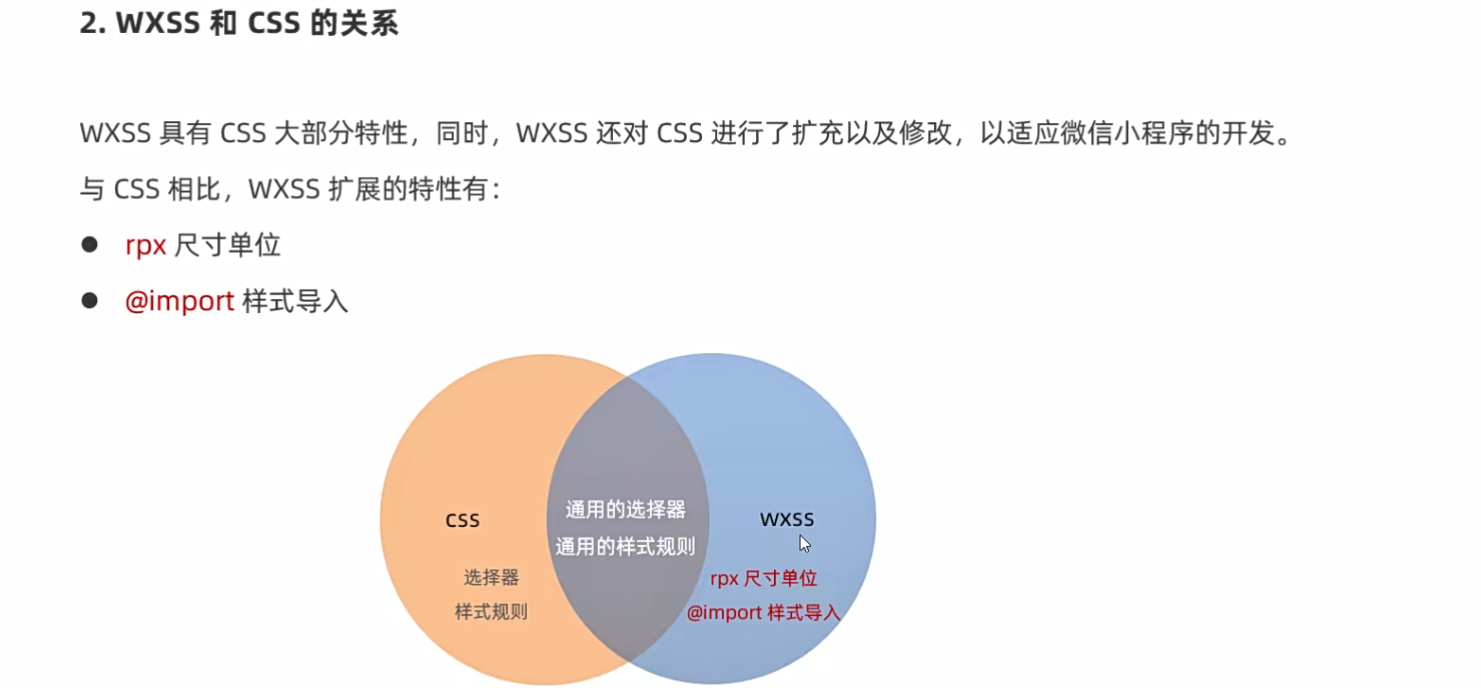 2. WXSS 和 CSS 的关系
WXSS 具有 CSS 大部分特性，同时，WXSS 还对 CSS 进行了扩充以及修改，以适应微信小程序的开发。
与 CSS 相比，WXSS 扩展的特性有：
● rpx 尺寸单位
● @import 样式导入
CSS
选择器
样式规则
通用的选择器
通用的样式规则
WXSS
rpx 尺寸单位
@import 样式导入